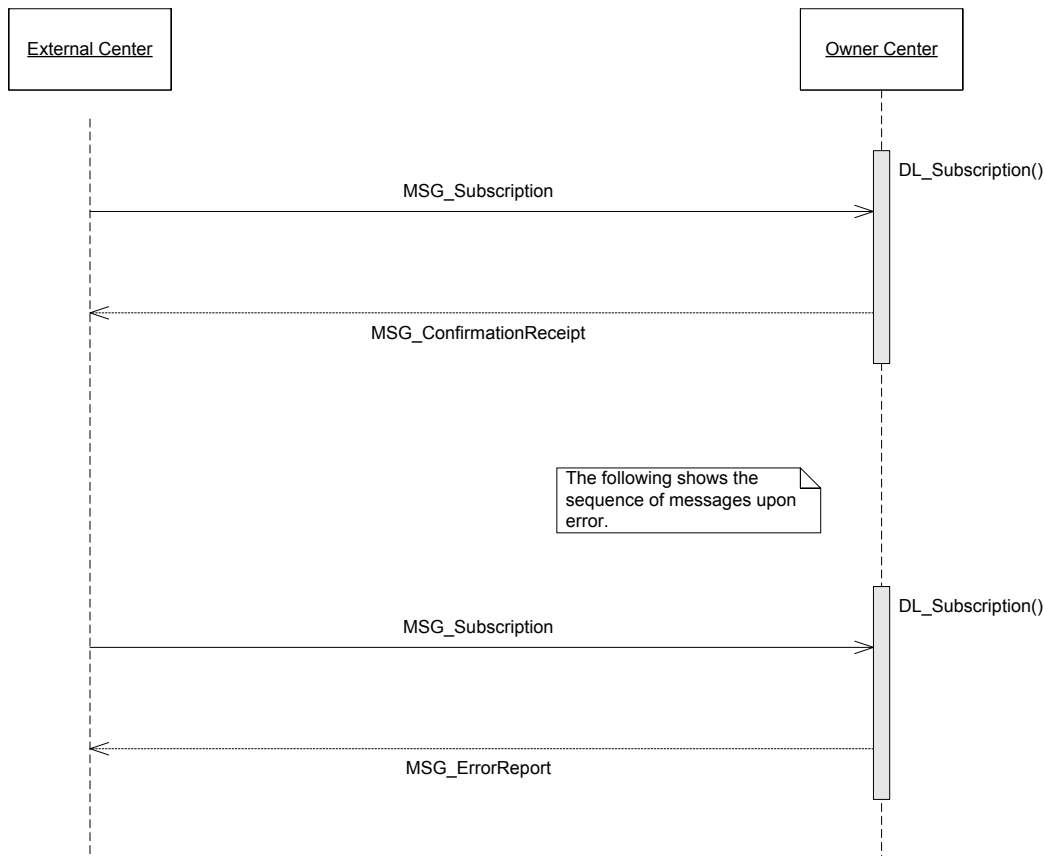 External Center
Owner Center
DL_Subscription()
MSG_Subscription
MSG_ConfirmationReceipt
The following shows the
sequence of messages upon
error.
DL_Subscription()
MSG_Subscription
MSG_ErrorReport